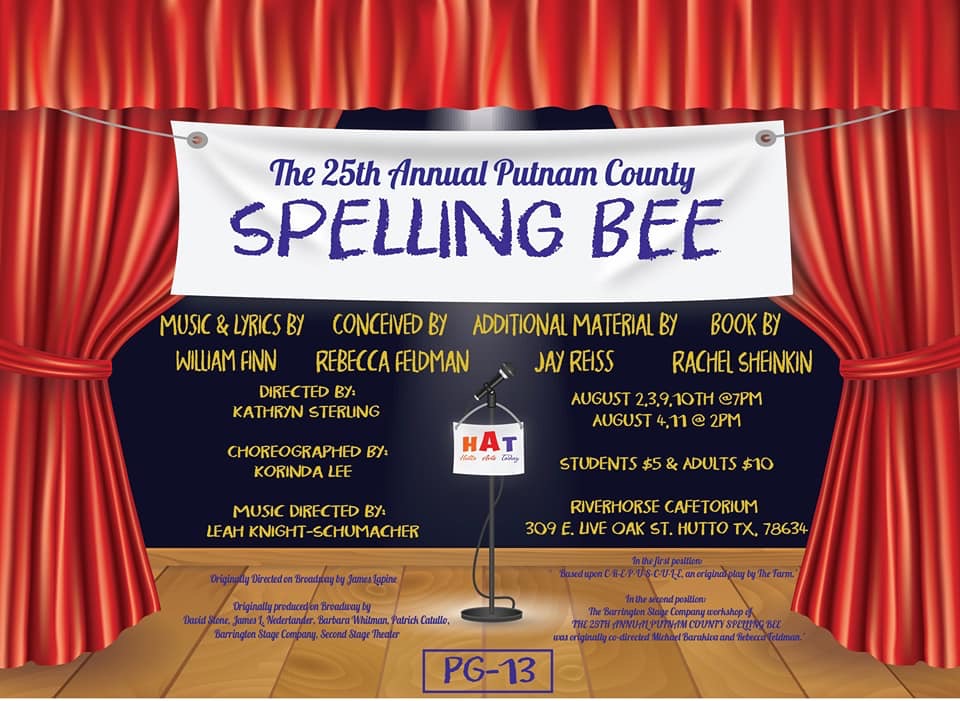 The 25th Annual Putnam County
SPELLING BEE
MUSIC & LYRICS BY CONCEIVED BY ADDITIONAL MATERIAL BY BOOK BY
WILLIAM FINN REBECCA FELDMAN JAY REISS RACHEL SHEINKIN
DIRECTED BY:
KATHRYN STERLING
CHOREOGRAPHED BY:
KORINDA LEE
MUSIC DIRECTED BY:
LEAH KNIGHT-SCHUMACHER
HAT
Hutto Arts Today
AUGUST 2,3,9,10TH @7PM
AUGUST 4,11 @ 2PM
STUDENTS $5 & ADULTS $10
RIVERHORSE CAFETORIUM
309 E. LIVE OAK ST. HUTTO TX, 78634
Originally Directed on Broadway by James Lapine
Originally produced on Broadway by
David Stone, James L. Nederlander, Barbara Whitman, Patrick Catullo,
Barrington Stage Company, Second Stage Theater
In the first position:
"Based upon C-R-E-P-U-S-C-U-L-E, an original play by The Farm."
In the second position:
The Barrington Stage Company workshop of
THE 25TH ANNUAL PUTNAM COUNTY SPELLING BEE
was originally co-directed Michael Barakiva and Rebecca Feldman."
PG-13